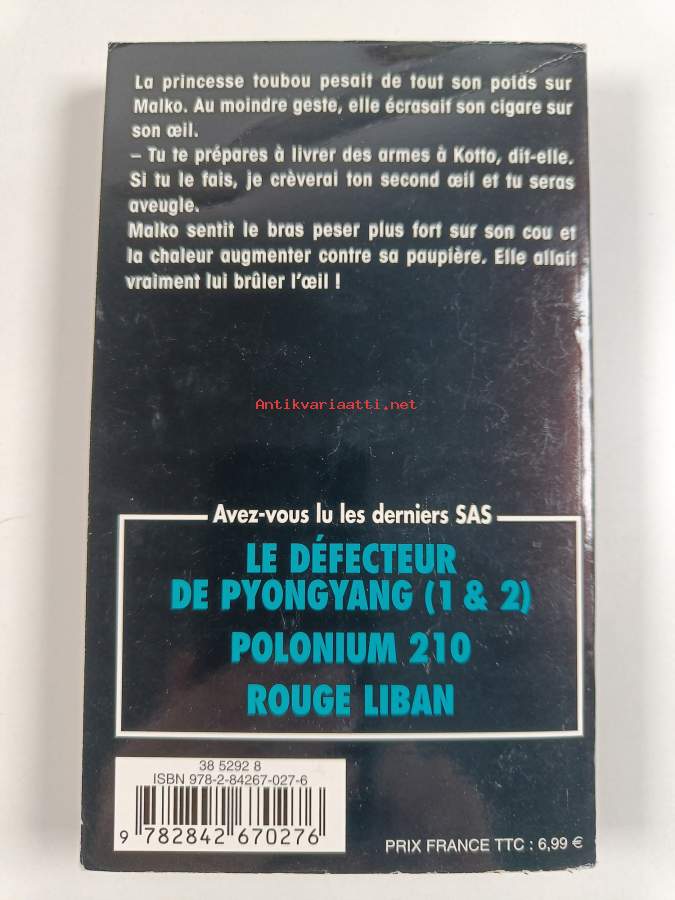 La princesse toubou pesait de tout son poids sur
Malko. Au moindre geste, elle écrasait son cigare sur
son œil.
– Tu te prépares à livrer des armes à Kotto, dit-elle.
Si tu le fais, je crèverai ton second œil et tu seras
aveugle.
Malko sentit le bras peser plus fort sur son cou et
la chaleur augmenter contre sa paupière. Elle allait
vraiment lui brûler l'œil !
Antikvariaatti.net
Avez-vous lu les derniers SAS
LE DÉFECTEUR
DE PYONGYANG (1 & 2)
POLONIUM 210
ROUGE LIBAN
38 5292 8
ISBN 978-2-84267-027-6
9 782842 670276
PRIX FRANCE TTC : 6,99 €